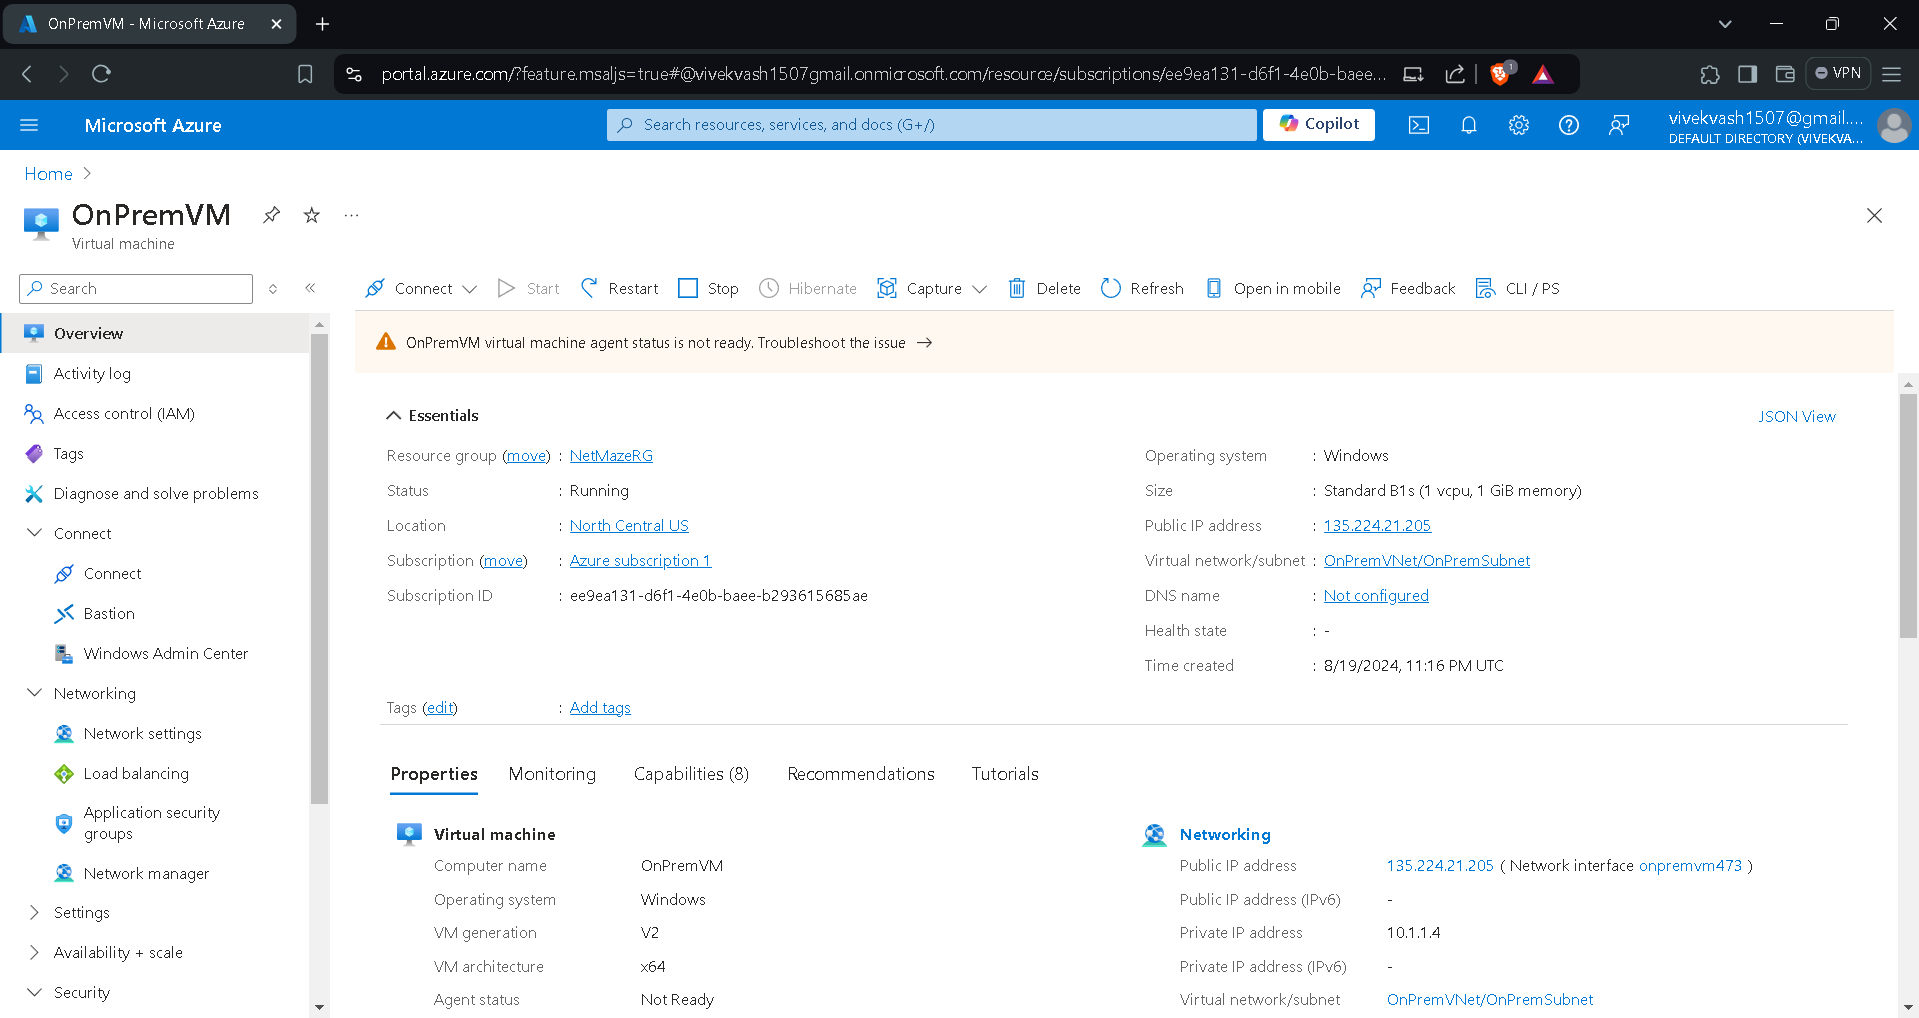 OnPremVM - Microsoft Azure
portal.azure.com/?feature.msaljs=true#@vivekvash1507gmail.onmicrosoft.com/resource/subscriptions/ee9ea131-d6f1-4e0b-baee...
1
VPN
Microsoft Azure
Search resources, services, and docs (G+/)
Copilot
vivekvash1507@gmail....
DEFAULT DIRECTORY (VIVEKVA...
Home
OnPremVM
Virtual machine
Search
Connect
Start
Restart
Stop
Hibernate
Capture
Delete
Refresh
Open in mobile
Feedback
CLI / PS
Overview
Activity log
Access control (IAM)
Tags
Diagnose and solve problems
Connect
Connect
Bastion
Windows Admin Center
Networking
Network settings
Load balancing
Application security
groups
Network manager
Settings
Availability + scale
Security
OnPremVM virtual machine agent status is not ready. Troubleshoot the issue →
Essentials
JSON View
Resource group (move) : NetMazeRG
Status : Running
Location : North Central US
Subscription (move) : Azure subscription 1
Subscription ID : ee9ea131-d6f1-4e0b-baee-b293615685ae
Operating system : Windows
Size : Standard B1s (1 vcpu, 1 GiB memory)
Public IP address : 135.224.21.205
Virtual network/subnet : OnPremVNet/OnPremSubnet
DNS name : Not configured
Health state : -
Time created : 8/19/2024, 11:16 PM UTC
Tags (edit) : Add tags
Properties
Monitoring
Capabilities (8)
Recommendations
Tutorials
Virtual machine
Computer name OnPremVM
Operating system Windows
VM generation V2
VM architecture x64
Agent status Not Ready
Networking
Public IP address 135.224.21.205 ( Network interface onpremvm473 )
Public IP address (IPv6) -
Private IP address 10.1.1.4
Private IP address (IPv6) -
Virtual network/subnet OnPremVNet/OnPremSubnet